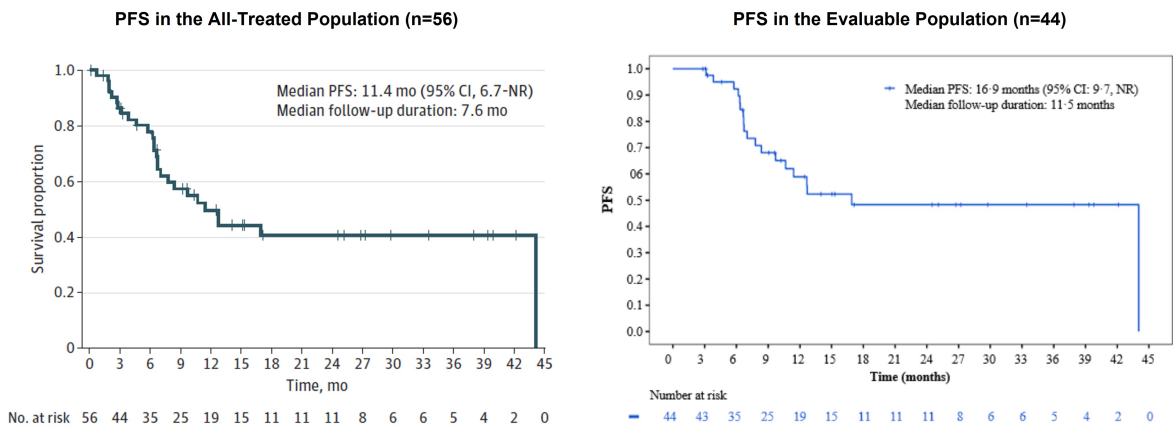 PFS in the All-Treated Population (n=56)
1.0
0.8
0.6
0.4
0.2
0
Survival proportion
Median PFS: 11.4 mo (95% CI, 6.7-NR)
Median follow-up duration: 7.6 mo
0 3 6 9 12 15 18 21 24 27 30 33 36 39 42 45
Time, mo
No. at risk 56 44 35 25 19 15 11 11 11 8 6 6 5 4 2 0
PFS in the Evaluable Population (n=44)
1.0
0.9
0.8
0.7
06
0.5
0.4
0.3
0.2
0.1
0.0
PFS
Median PFS: 16·9 months (95% CI: 9·7, NR)
Median follow-up duration: 11·5 months
0 3 6 9 12 15 18 21 24 27 30 33 36 39 42 45
Time (months)
Number at risk
44 43 35 25 19 15 11 11 11 8 6 6 5 4 2 0